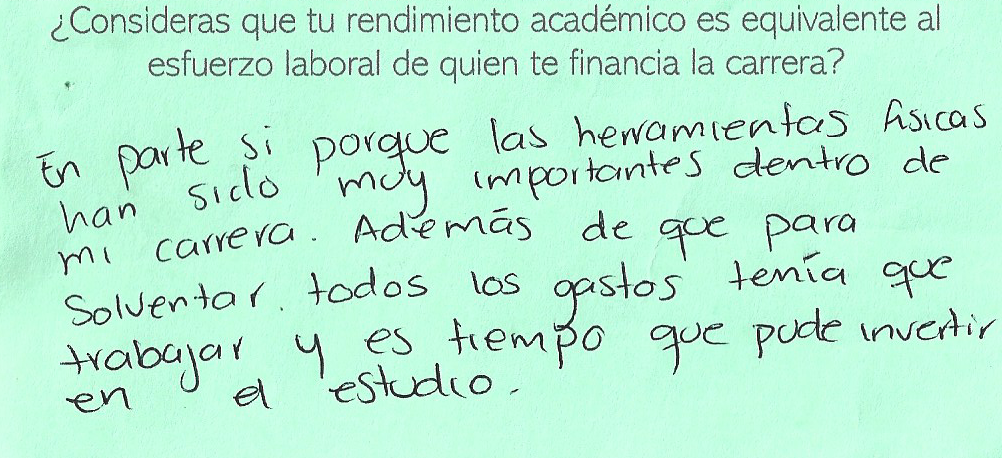 ¿Consideras que tu rendimiento académico es equivalente al
esfuerzo laboral de quien te financia la carrera?
En parte si porque las herramientas físicas
han sido muy importantes dentro de
mi carrera. Además de que para
Solventar todos los gastos tenía que
trabajar y es tiempo que pude invertir
en el estudio.